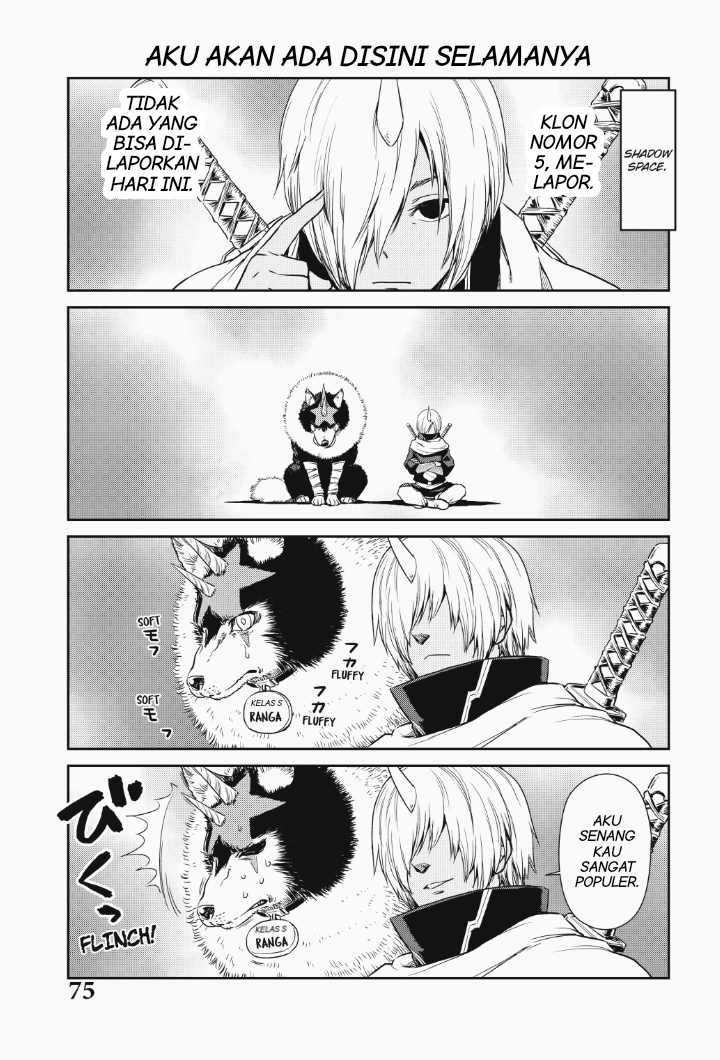 AKU AKAN ADA DISINI SELAMANYA
SHADOW
SPACE.
KLON
NOMOR
5, ME-
LAPOR.
TIDAK
ADA YANG
BISA DI-
LAPORKAN
HARI INI.
フカ
FLUFFY
フカ
FLUFFY
SOFT
モフ
SOFT
モフ
KELAS S
RANGA
AKU
SENANG
KAU
SANGAT
POPULER.
びくっ
FLINCH!
KELAS S
RANGA
75